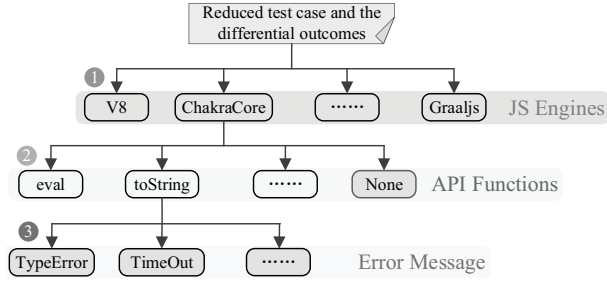 Reduced test case and the
differential outcomes
1
V8 ChakraCore ...... Graaljs JS Engines
2
eval toString ...... None API Functions
3
TypeError TimeOut ...... Error Message